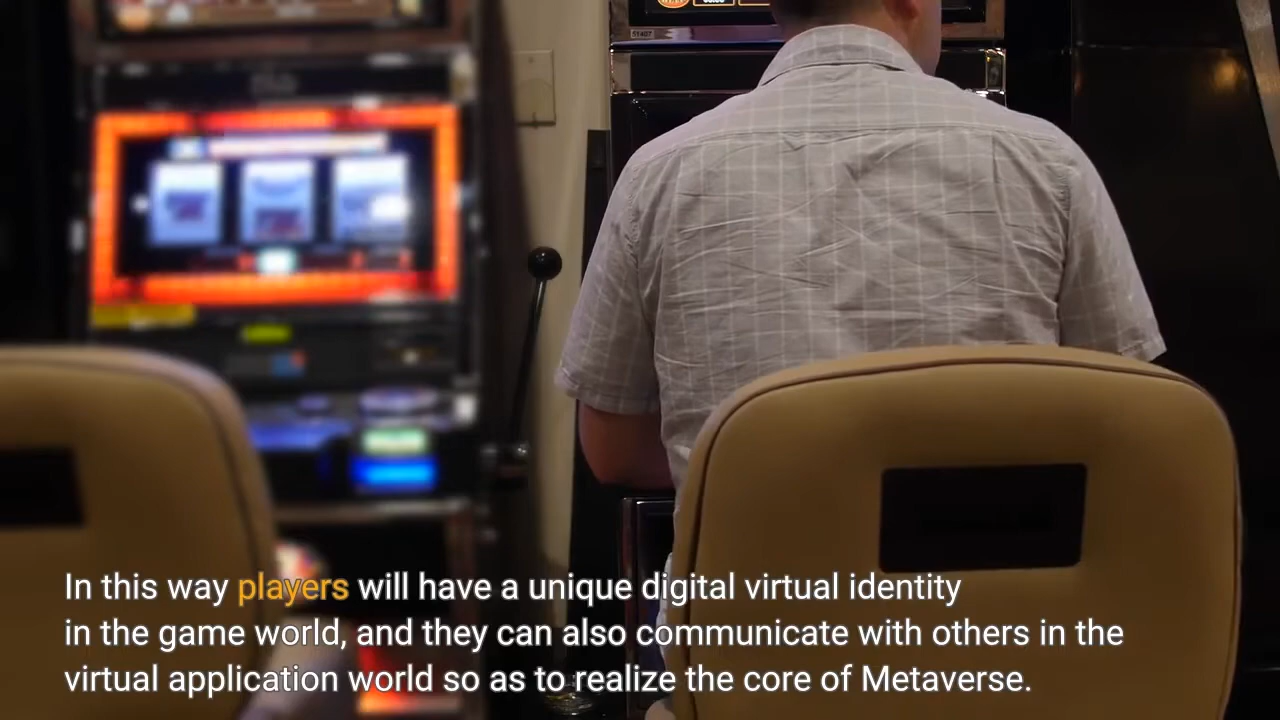 In this way players will have a unique digital virtual identity
in the game world, and they can also communicate with others in the
virtual application world so as to realize the core of Metaverse.